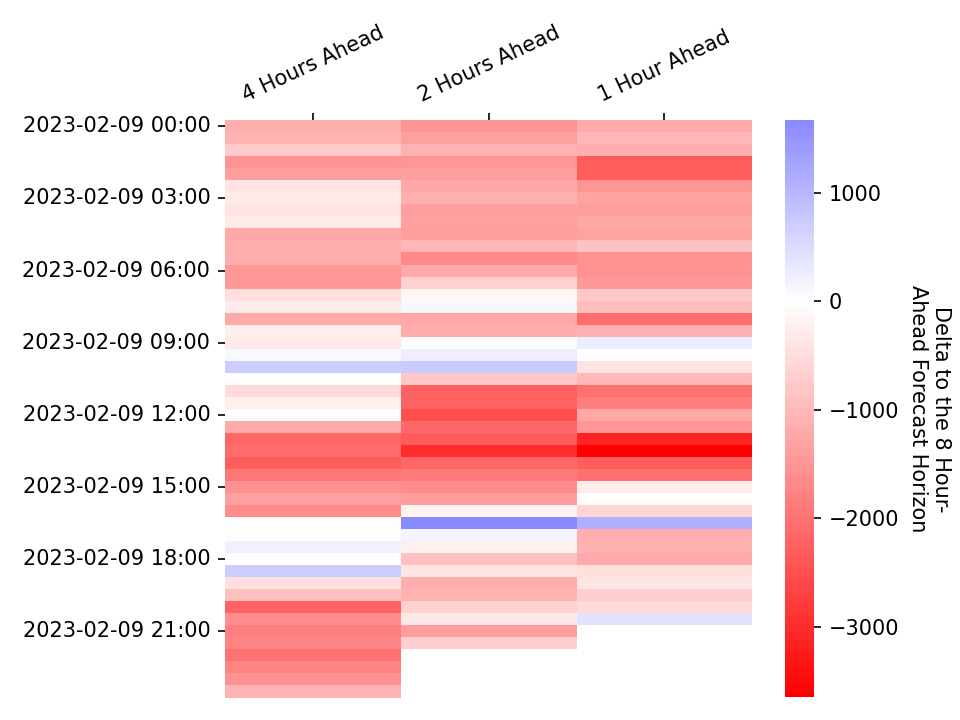 4 Hours Ahead
2 Hours Ahead
1 Hour Ahead
2023-02-09 00:00
2023-02-09 03:00
2023-02-09 06:00
2023-02-09 09:00
2023-02-09 12:00
2023-02-09 15:00
2023-02-09 18:00
2023-02-09 21:00
1000
0
−1000
−2000
−3000
Delta to the 8 Hour-
Ahead Forecast Horizon